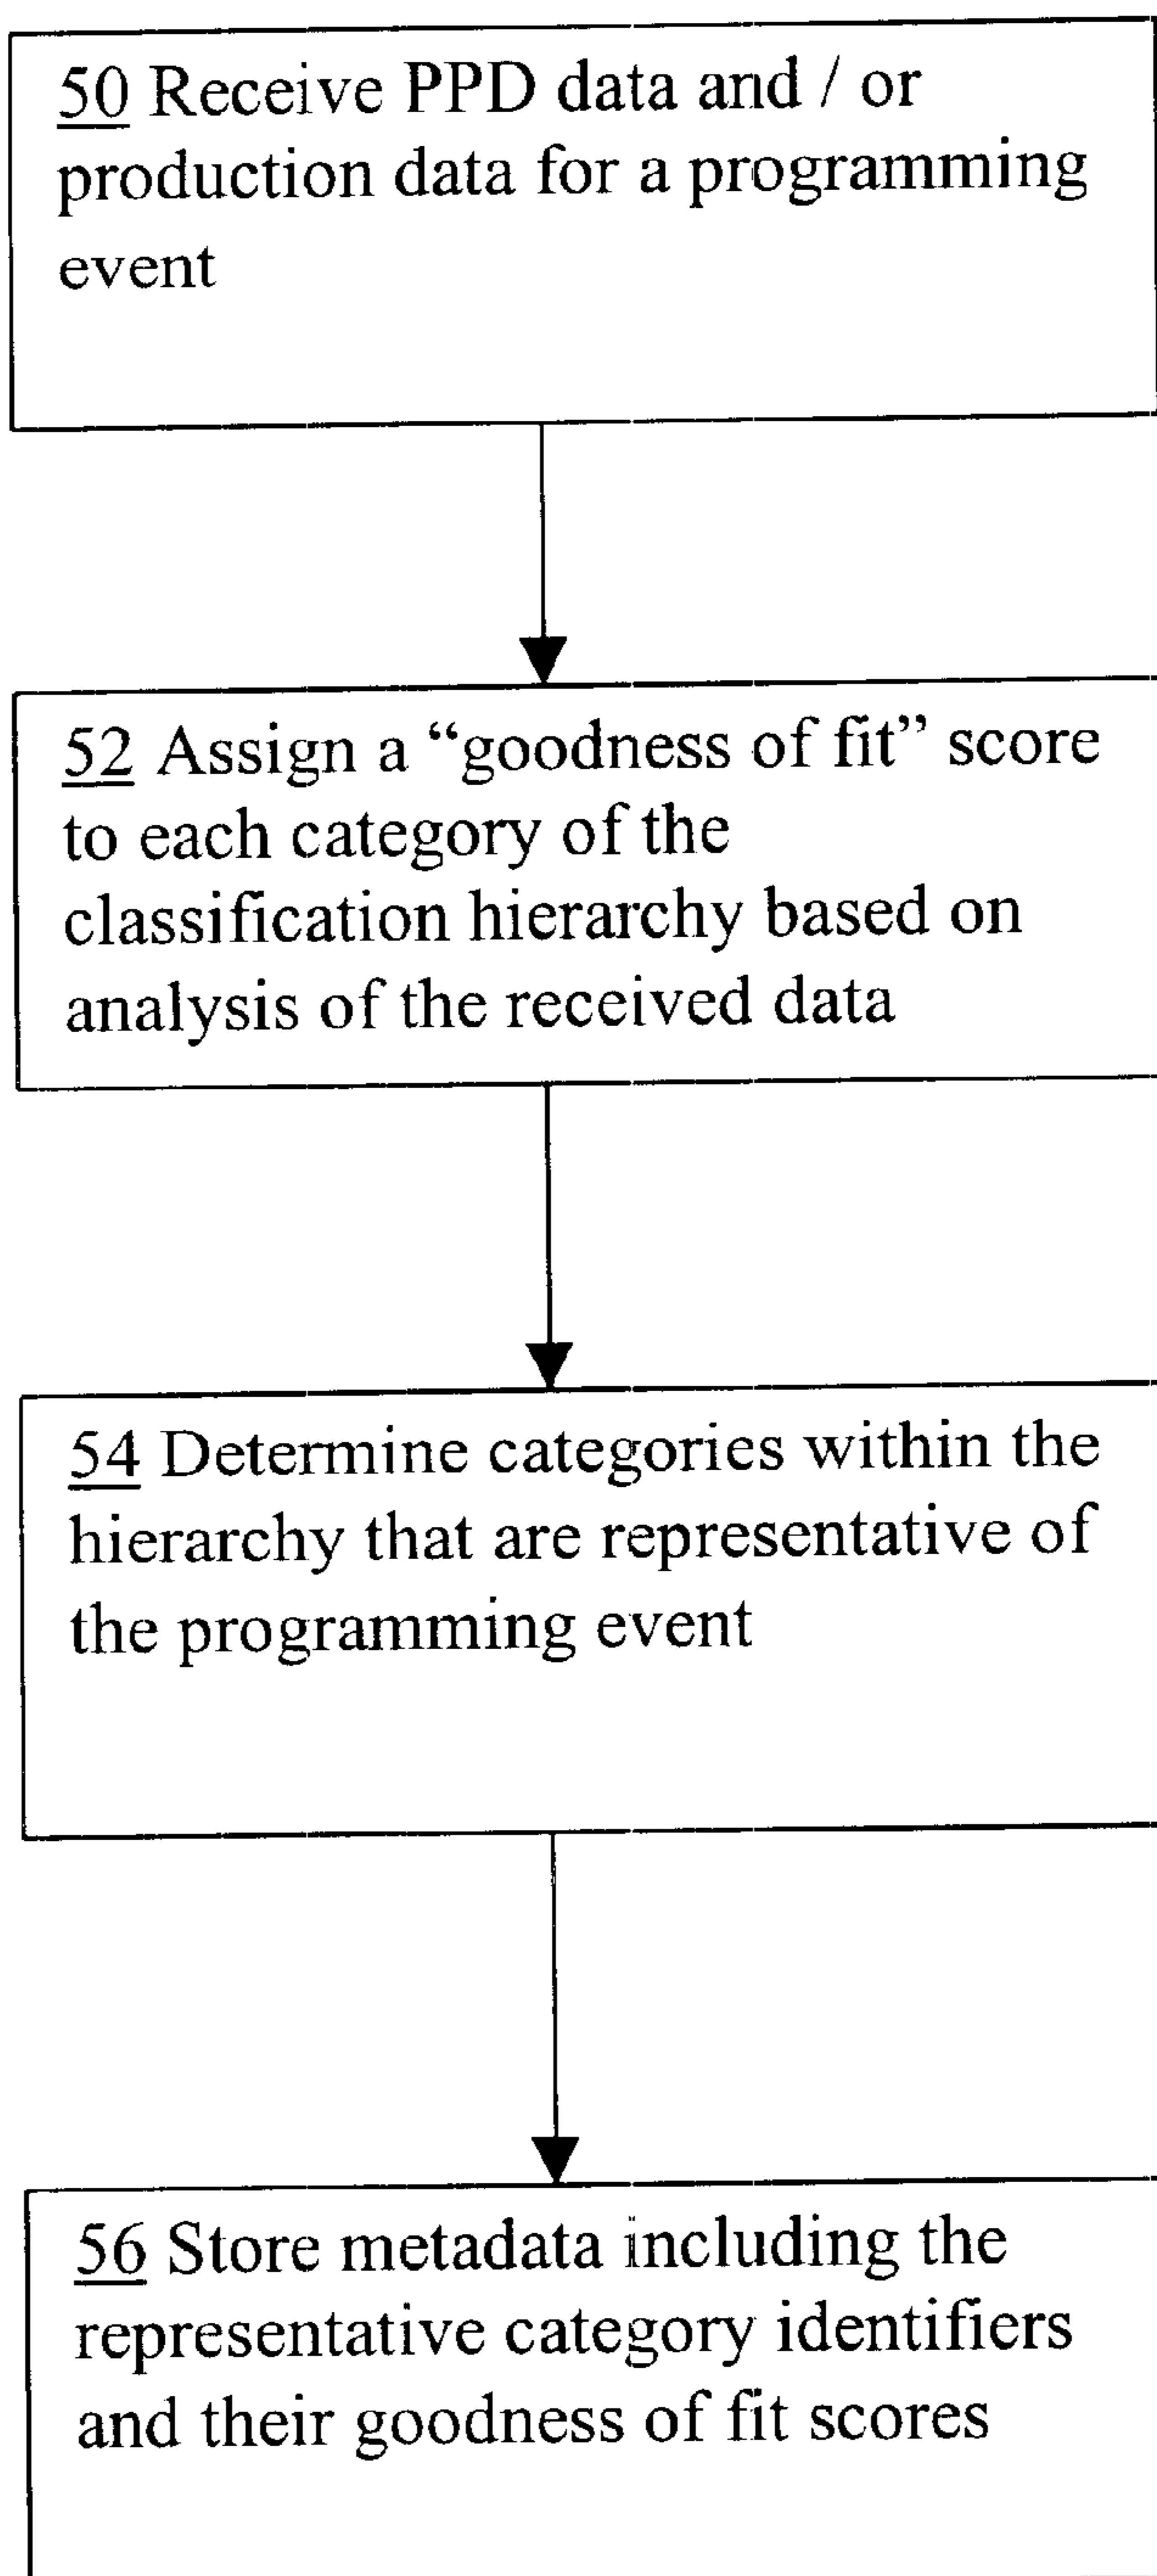 50 Receive PPD data and / or
production data for a programming
event
52 Assign a “goodness of fit” score
to each category of the
classification hierarchy based on
analysis of the received data
54 Determine categories within the
hierarchy that are representative of
the programming event
56 Store metadata including the
representative category identifiers
and their goodness of fit scores